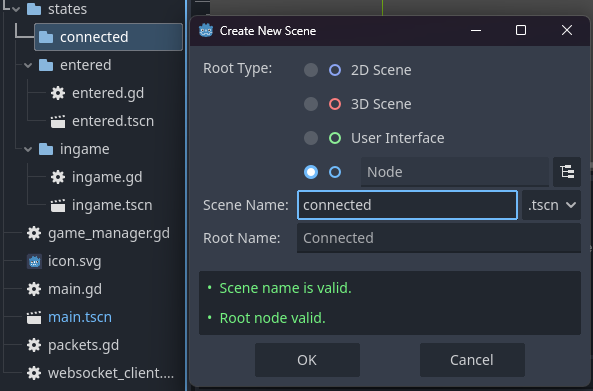 states
connected
entered
entered.gd
entered.tscn
ingame
ingame.gd
ingame.tscn
game_manager.gd
icon.svg
main.gd
main.tscn
packets.gd
websocket_client....
Create New Scene
Root Type:
2D Scene
3D Scene
User Interface
Node
Scene Name:
connected
.tscn
Root Name:
Connected
• Scene name is valid.
• Root node valid.
OK
Cancel